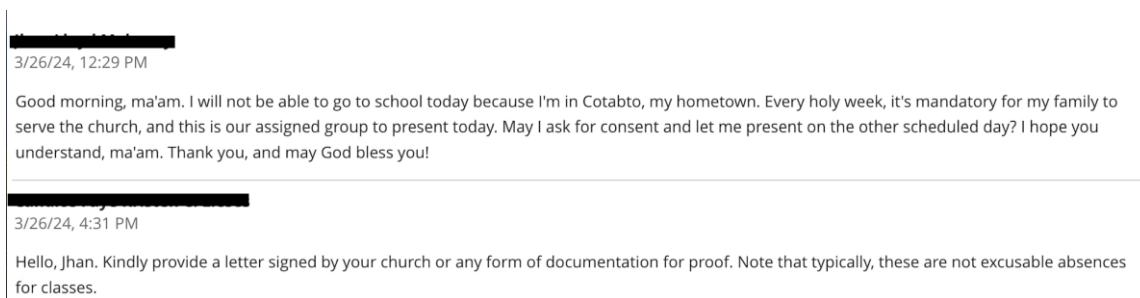 3/26/24, 12:29 PM
Good morning, ma'am. I will not be able to go to school today because I'm in Cotabto, my hometown. Every holy week, it's mandatory for my family to
serve the church, and this is our assigned group to present today. May I ask for consent and let me present on the other scheduled day? I hope you
understand, ma'am. Thank you, and may God bless you!
3/26/24, 4:31 PM
Hello, Jhan. Kindly provide a letter signed by your church or any form of documentation for proof. Note that typically, these are not excusable absences
for classes.